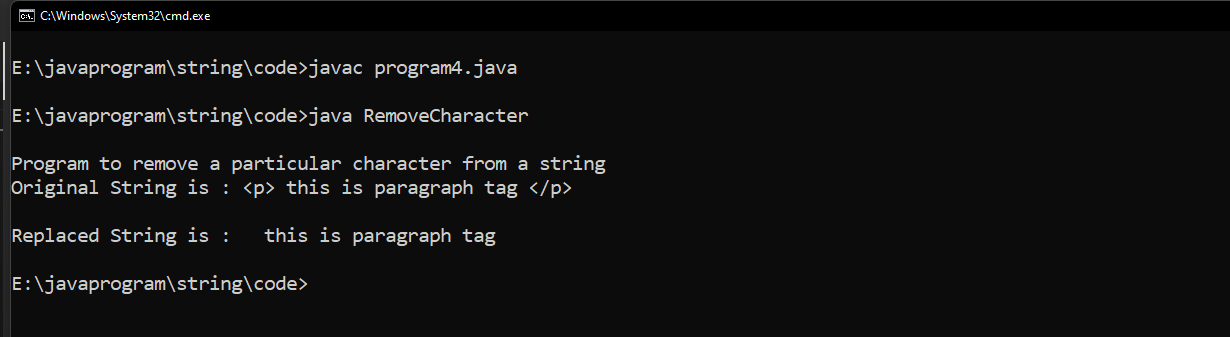 C:\Windows\System32\cmd.exe
E:\javaprogram\string\code>javac program4.java
E:\javaprogram\string\code>java RemoveCharacter
Program to remove a particular character from a string
Original String is : <p> this is paragraph tag </p>
Replaced String is :   this is paragraph tag
E:\javaprogram\string\code>